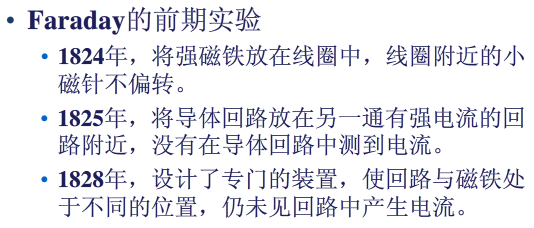 • Faraday的前期实验
• 1824年，将强磁铁放在线圈中，线圈附近的小
磁针不偏转。
• 1825年，将导体回路放在另一通有强电流的回
路附近，没有在导体回路中测到电流。
• 1828年，设计了专门的装置，使回路与磁铁处
于不同的位置，仍未见回路中产生电流。